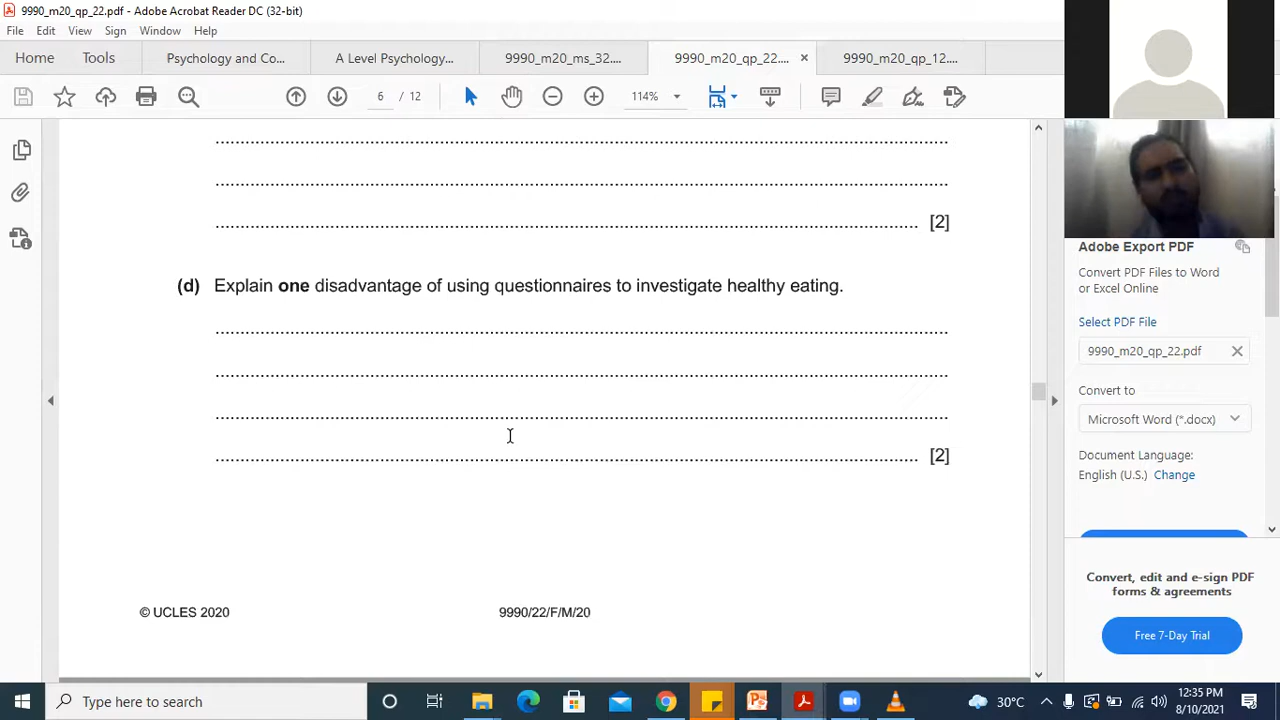 9990_m20_qp_22.pdf - Adobe Acrobat Reader DC (32-bit)
File Edit View Sign Window Help
Home Tools Psychology and Co... A Level Psychology... 9990_m20_ms_32.... 9990_m20_qp_22.... 9990_m20_qp_12....
6 / 12 114%
[2]
(d) Explain one disadvantage of using questionnaires to investigate healthy eating.
[2]
© UCLES 2020 9990/22/F/M/20
Adobe Export PDF
Convert PDF Files to Word
or Excel Online
Select PDF File
9990_m20_qp_22.pdf
Convert to
Microsoft Word (*.docx)
Document Language:
English (U.S.) Change
Convert, edit and e-sign PDF
forms & agreements
Free 7-Day Trial
Type here to search 30°C 12:35 PM
8/10/2021